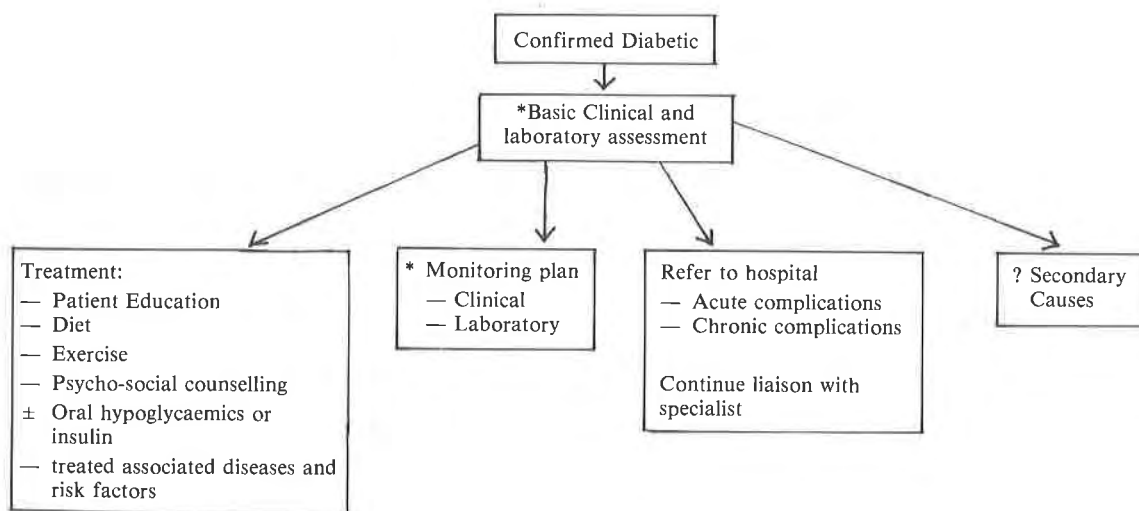 Confirmed Diabetic
*Basic Clinical and
laboratory assessment
Treatment:
— Patient Education
— Diet
— Exercise
— Psycho-social counselling
± Oral hypoglycaemics or
insulin
— treated associated diseases and
risk factors
* Monitoring plan
— Clinical
— Laboratory
Refer to hospital
— Acute complications
— Chronic complications
Continue liaison with
specialist
? Secondary
Causes